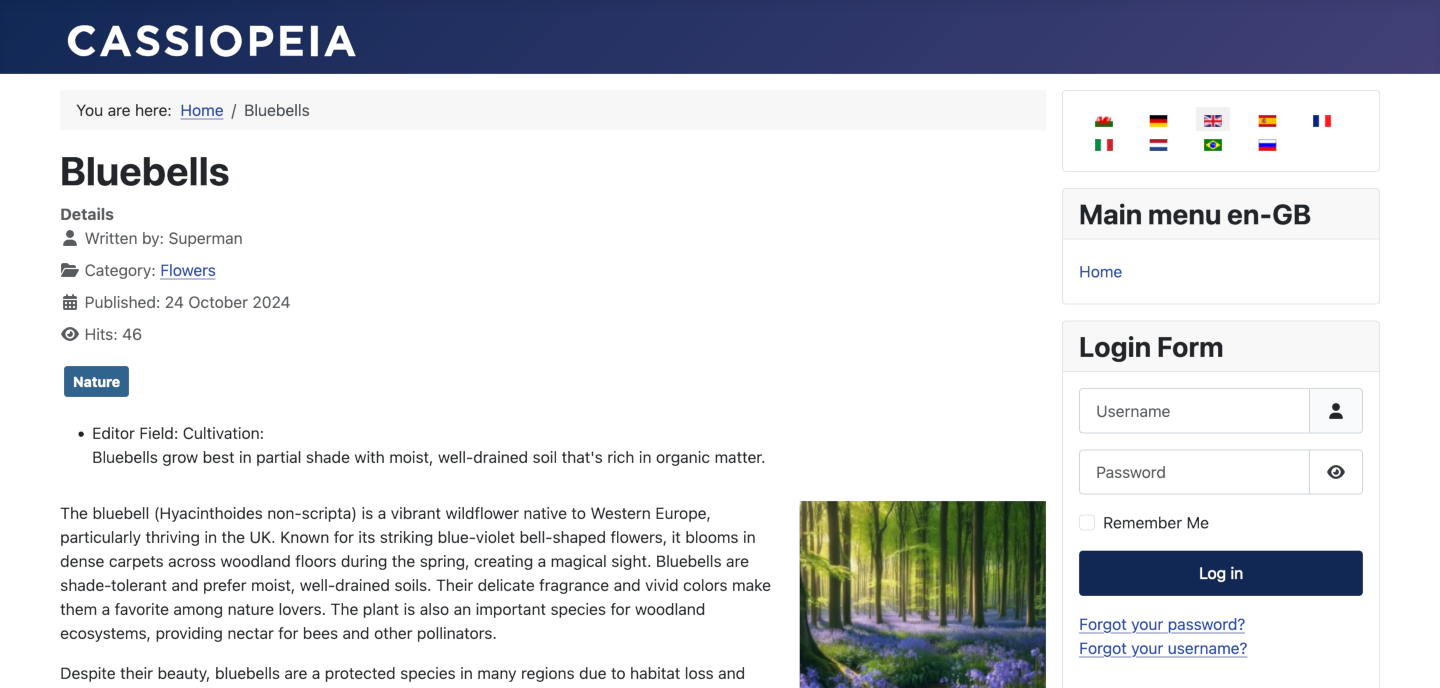 CASSIOPEIA
You are here: Home / Bluebells
Bluebells
Details
Written by: Superman
Category: Flowers
Published: 24 October 2024
Hits: 46
Nature
• Editor Field: Cultivation:
Bluebells grow best in partial shade with moist, well-drained soil that's rich in organic matter.
The bluebell (Hyacinthoides non-scripta) is a vibrant wildflower native to Western Europe,
particularly thriving in the UK. Known for its striking blue-violet bell-shaped flowers, it blooms in
dense carpets across woodland floors during the spring, creating a magical sight. Bluebells are
shade-tolerant and prefer moist, well-drained soils. Their delicate fragrance and vivid colors make
them a favorite among nature lovers. The plant is also an important species for woodland
ecosystems, providing nectar for bees and other pollinators.
Despite their beauty, bluebells are a protected species in many regions due to habitat loss and
Main menu en-GB
Home
Login Form
Username
Password
Remember Me
Log in
Forgot your password?
Forgot your username?